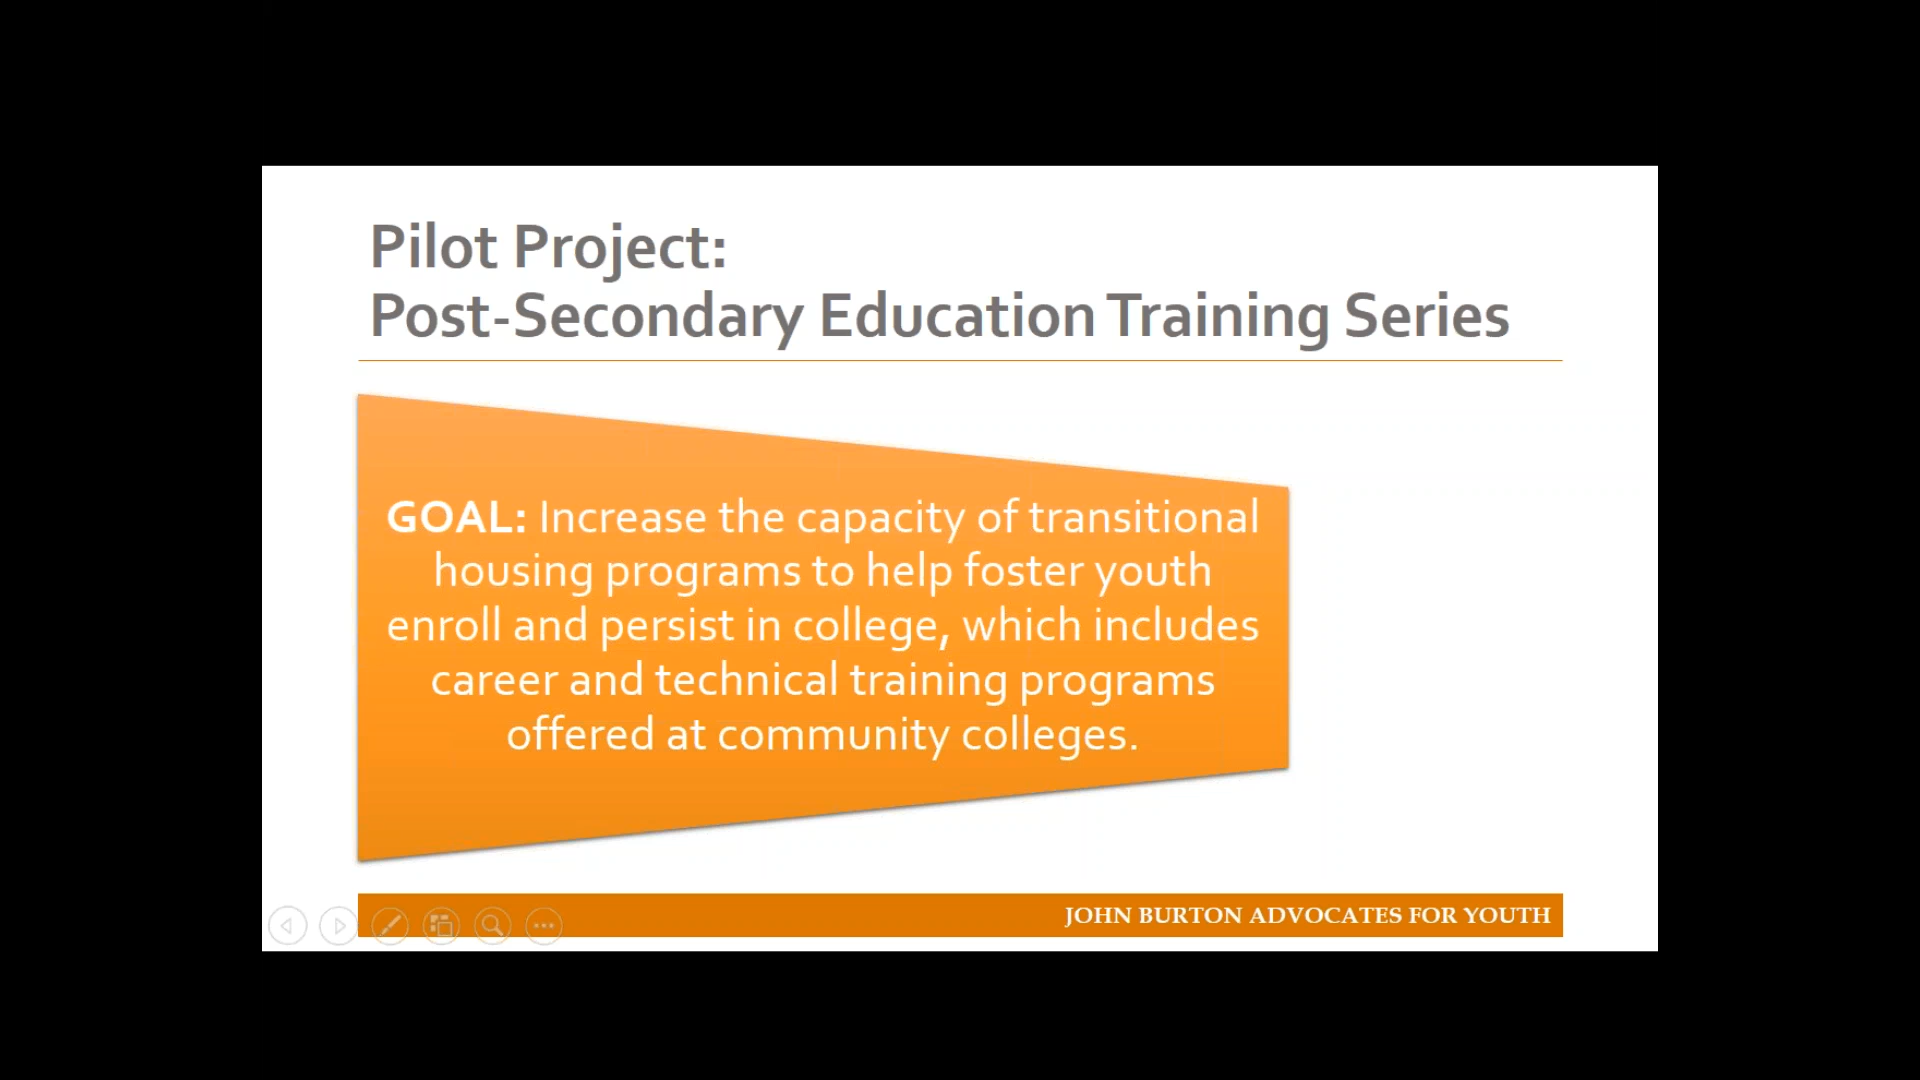 Pilot Project:
Post-Secondary Education Training Series
GOAL: Increase the capacity of transitional
housing programs to help foster youth
enroll and persist in college, which includes
career and technical training programs
offered at community colleges.
JOHN BURTON ADVOCATES FOR YOUTH